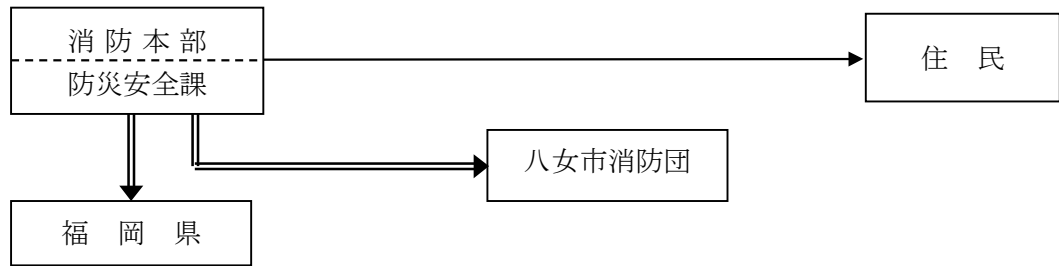 消防本部
防災安全課
住　民
八女市消防団
福　岡　県